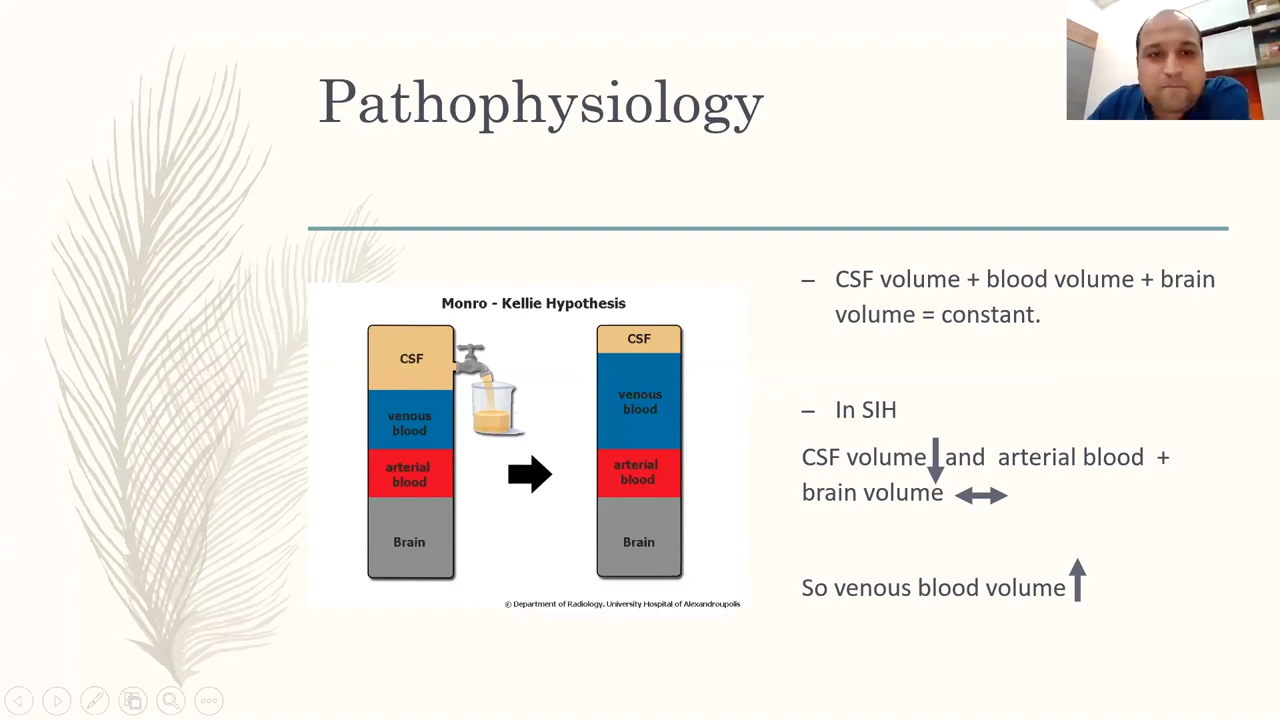 Pathophysiology
Monro - Kellie Hypothesis
CSF
venous
blood
arterial
blood
Brain
CSF
venous
blood
arterial
blood
Brain
© Department of Radiology. University Hospital of Alexandroupolis
– CSF volume + blood volume + brain
volume = constant.
– In SIH
CSF volume and arterial blood +
brain volume
So venous blood volume